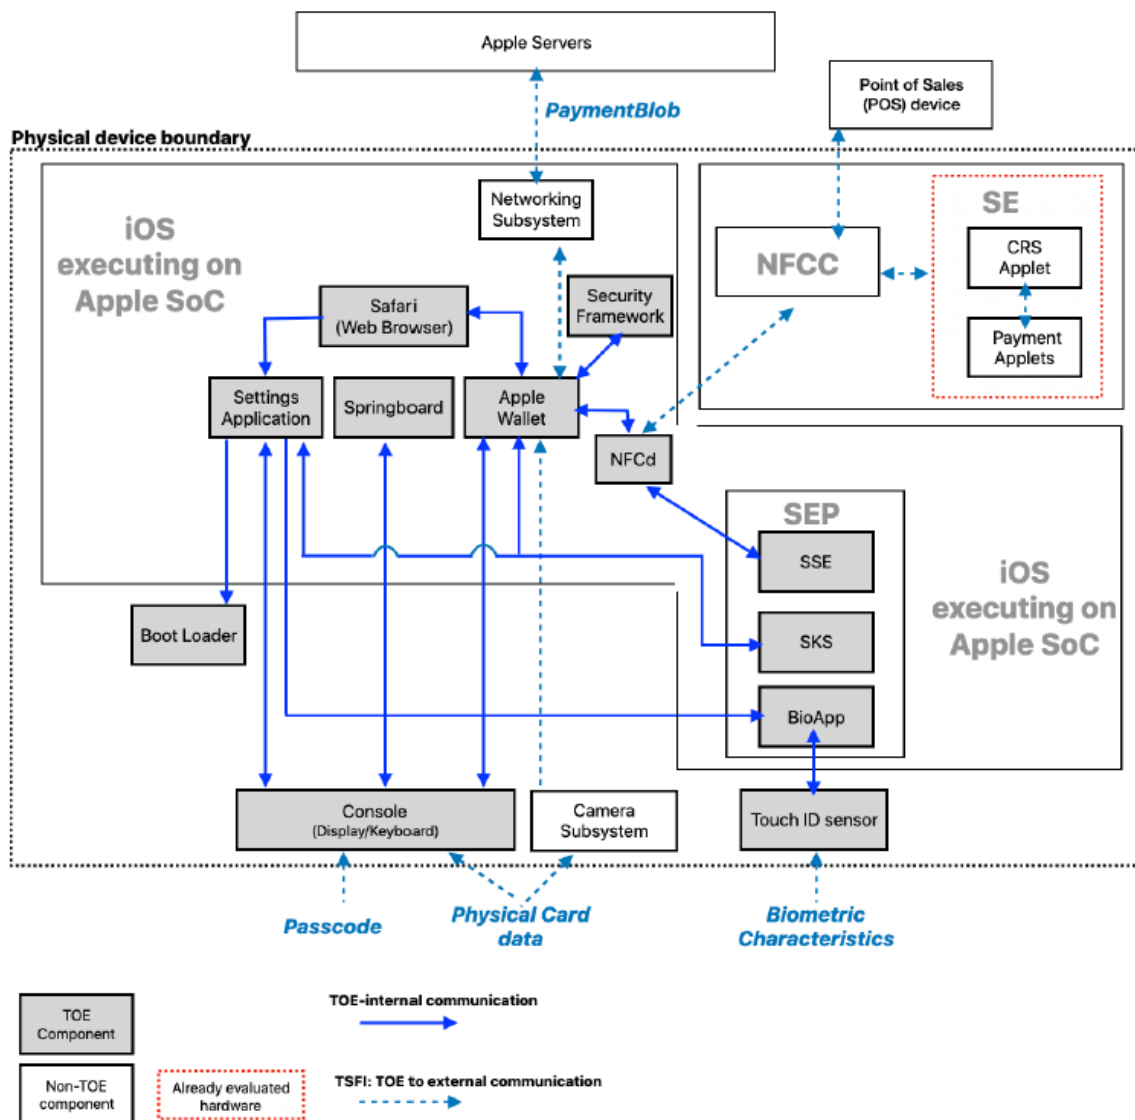 Apple Servers
PaymentBlob
Point of Sales
(POS) device
Physical device boundary
iOS
executing on
Apple SoC
Networking
Subsystem
Safari
(Web Browser)
Security
Framework
Settings
Application
Springboard
Apple
Wallet
NFCd
NFCC
SE
CRS
Applet
Payment
Applets
SEP
SSE
SKS
BioApp
iOS
executing on
Apple SoC
Boot Loader
Console
(Display/Keyboard)
Camera
Subsystem
Touch ID sensor
Passcode
Physical Card
data
Biometric
Characteristics
TOE
Component
TOE-internal communication
Non-TOE
component
Already evaluated
hardware
TSFI: TOE to external communication